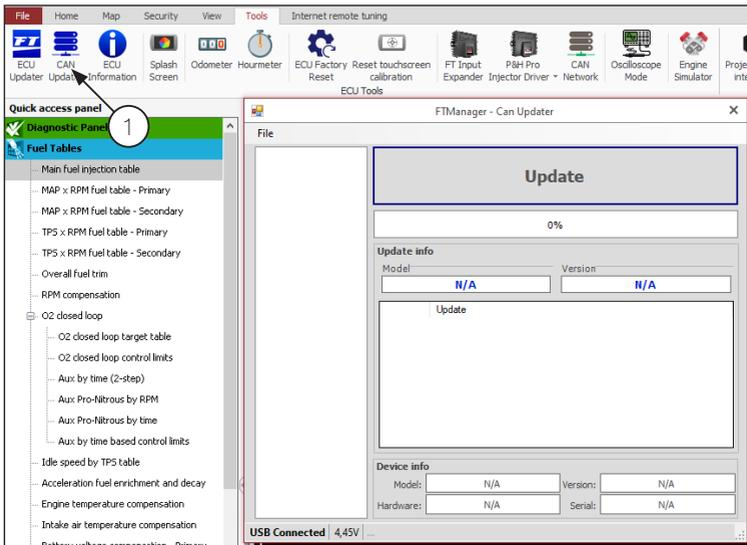 File Home Map Security View Tools Internet remote tuning
FT
ECU Updater
CAN Updater
ECU Information
Splash Screen
Odometer
Hourmeter
ECU Factory Reset
Reset touchscreen calibration
FT Input Expander
P&H Pro Injector Driver
CAN Network
Oscilloscope Mode
Engine Simulator
ECU Tools
Quick access panel
1
Diagnostic Panel
Fuel Tables
Main fuel injection table
MAP x RPM fuel table - Primary
MAP x RPM fuel table - Secondary
TPS x RPM fuel table - Primary
TPS x RPM fuel table - Secondary
Overall fuel trim
RPM compensation
O2 closed loop
O2 closed loop target table
O2 closed loop control limits
Aux by time (2-step)
Aux Pro-Nitrous by RPM
Aux Pro-Nitrous by time
Aux by time based control limits
Idle speed by TPS table
Acceleration fuel enrichment and decay
Engine temperature compensation
Intake air temperature compensation
Battery voltage compensation - Primary
FTManager - Can Updater
File
Update
0%
Update info
Model Version
N/A N/A
Update
Device info
Model: N/A Version: N/A
Hardware: N/A Serial: N/A
USB Connected 4,45V ...